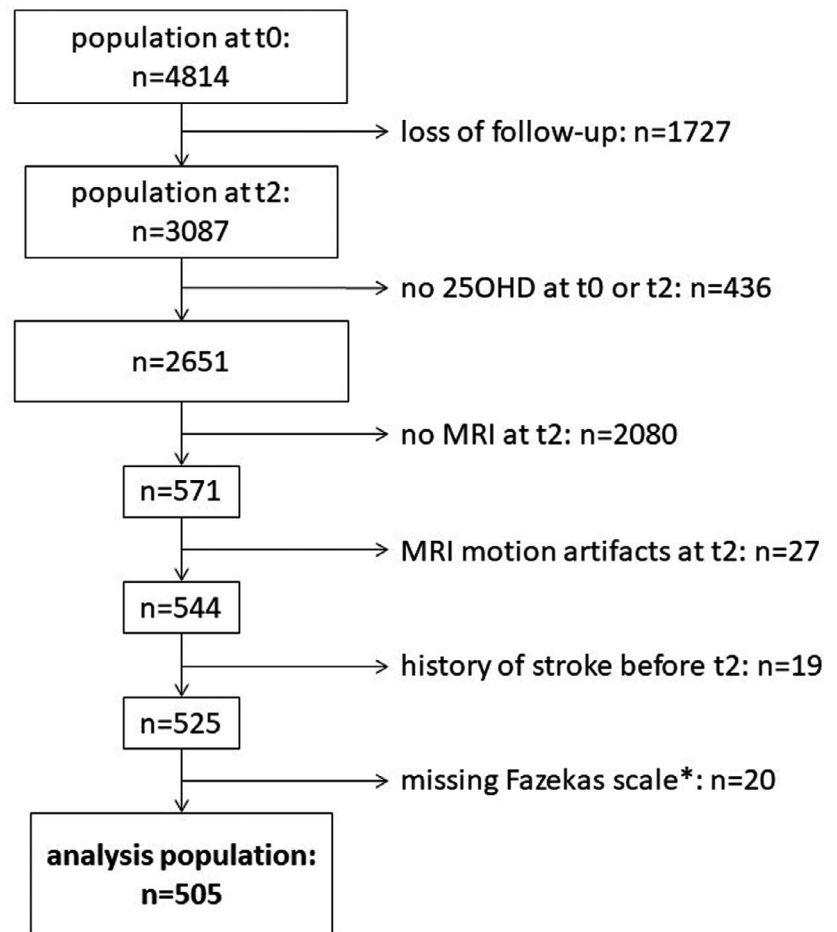 population at t0:
n=4814
loss of follow-up: n=1727
population at t2:
n=3087
no 25OHD at t0 or t2: n=436
n=2651
no MRI at t2: n=2080
n=571
MRI motion artifacts at t2: n=27
n=544
history of stroke before t2: n=19
n=525
missing Fazekas scale*: n=20
analysis population:
n=505